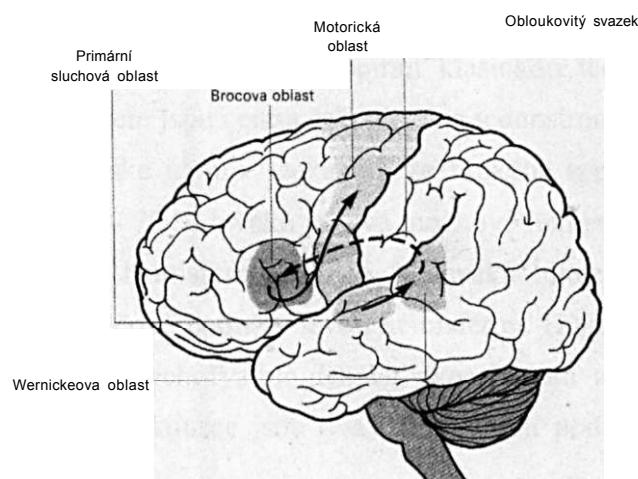 Obloukovitý svazek
Motorická
oblast
Primární
sluchová oblast
Brocova oblast
Wernickeova oblast